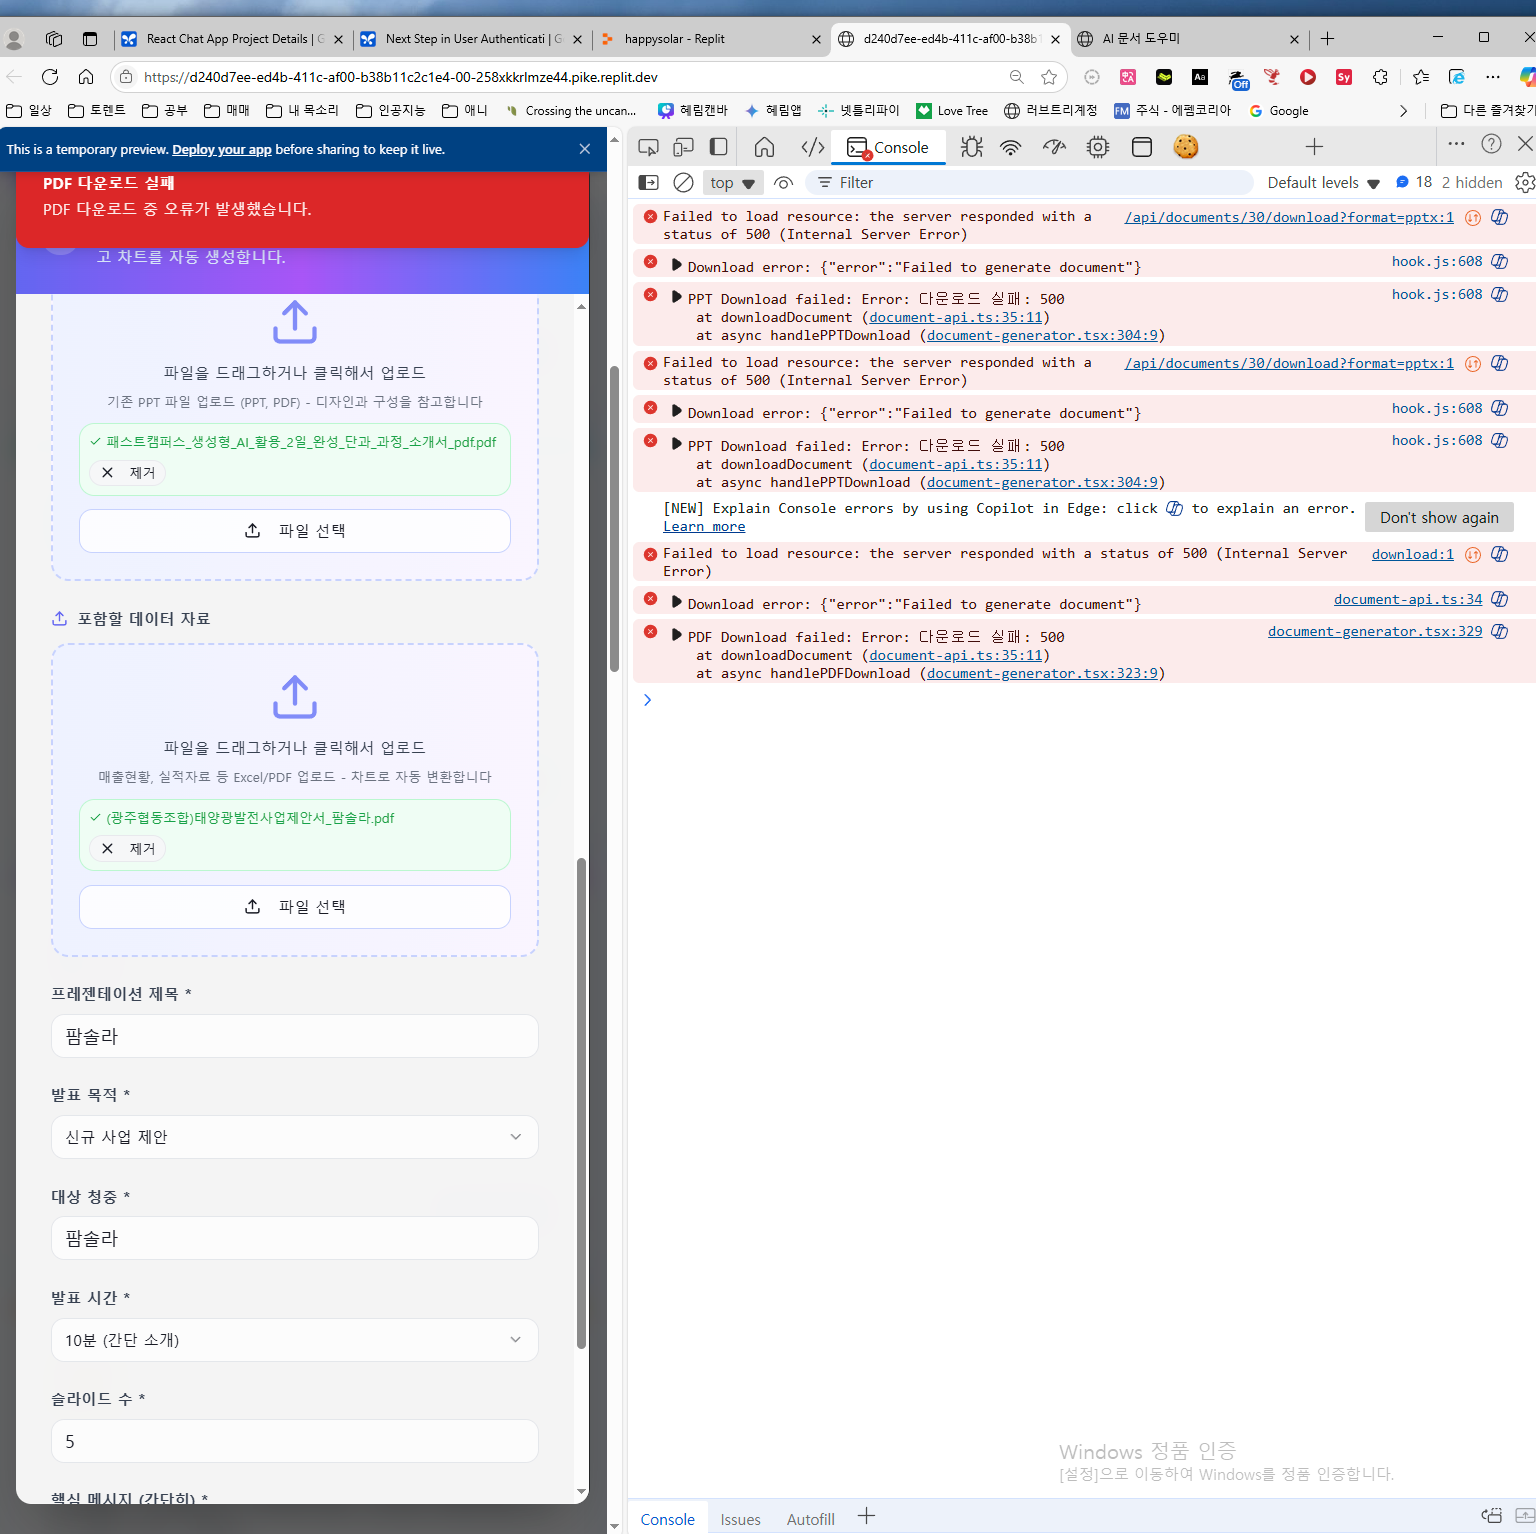 React Chat App Project Details | G
Next Step in User Authenticati | G
happysolar - Replit
d240d7ee-ed4b-411c-af00-b38b1
AI 문서 도우미
https://d240d7ee-ed4b-411c-af00-b38b11c2c1e4-00-258xkkrlmze44.pike.replit.dev
일상
토렌트
공부
매매
내 목소리
인공지능
애니
Crossing the uncan...
헤림캔바
헤림앱
넷틀리파이
Love Tree
러브트리계정
주식 - 에펨코리아
Google
다른 즐겨찾기
This is a temporary preview. Deploy your app before sharing to keep it live.
PDF 다운로드 실패
PDF 다운로드 중 오류가 발생했습니다.
고 차트를 자동 생성합니다.
파일을 드래그하거나 클릭해서 업로드
기존 PPT 파일 업로드 (PPT, PDF) - 디자인과 구성을 참고합니다
패스트캠퍼스_생성형_AI_활용_2일_완성_단과_과정_소개서_pdf.pdf
제거
파일 선택
포함할 데이터 자료
파일을 드래그하거나 클릭해서 업로드
매출현황, 실적자료 등 Excel/PDF 업로드 - 차트로 자동 변환합니다
(광주협동조합)태양광발전사업제안서_팜솔라.pdf
제거
파일 선택
프레젠테이션 제목 *
팜솔라
발표 목적 *
신규 사업 제안
대상 청중 *
팜솔라
발표 시간 *
10분 (간단 소개)
슬라이드 수 *
5
핵심 메시지 (간단히) *
Console
top
Filter
Default levels
18
2 hidden
Failed to load resource: the server responded with a /api/documents/30/download?format=pptx:1
status of 500 (Internal Server Error)
Download error: {"error":"Failed to generate document"} hook.js:608
PPT Download failed: Error: 다운로드 실패: 500 hook.js:608
at downloadDocument (document-api.ts:35:11)
at async handlePPTDownload (document-generator.tsx:304:9)
Failed to load resource: the server responded with a /api/documents/30/download?format=pptx:1
status of 500 (Internal Server Error)
Download error: {"error":"Failed to generate document"} hook.js:608
PPT Download failed: Error: 다운로드 실패: 500 hook.js:608
at downloadDocument (document-api.ts:35:11)
at async handlePPTDownload (document-generator.tsx:304:9)
[NEW] Explain Console errors by using Copilot in Edge: click to explain an error.
Learn more
Don't show again
Failed to load resource: the server responded with a status of 500 (Internal Server download:1
Error)
Download error: {"error":"Failed to generate document"} document-api.ts:34
PDF Download failed: Error: 다운로드 실패: 500 document-generator.tsx:329
at downloadDocument (document-api.ts:35:11)
at async handlePDFDownload (document-generator.tsx:323:9)
Windows 정품 인증
[설정]으로 이동하여 Windows를 정품 인증합니다.
Console
Issues
Autofill